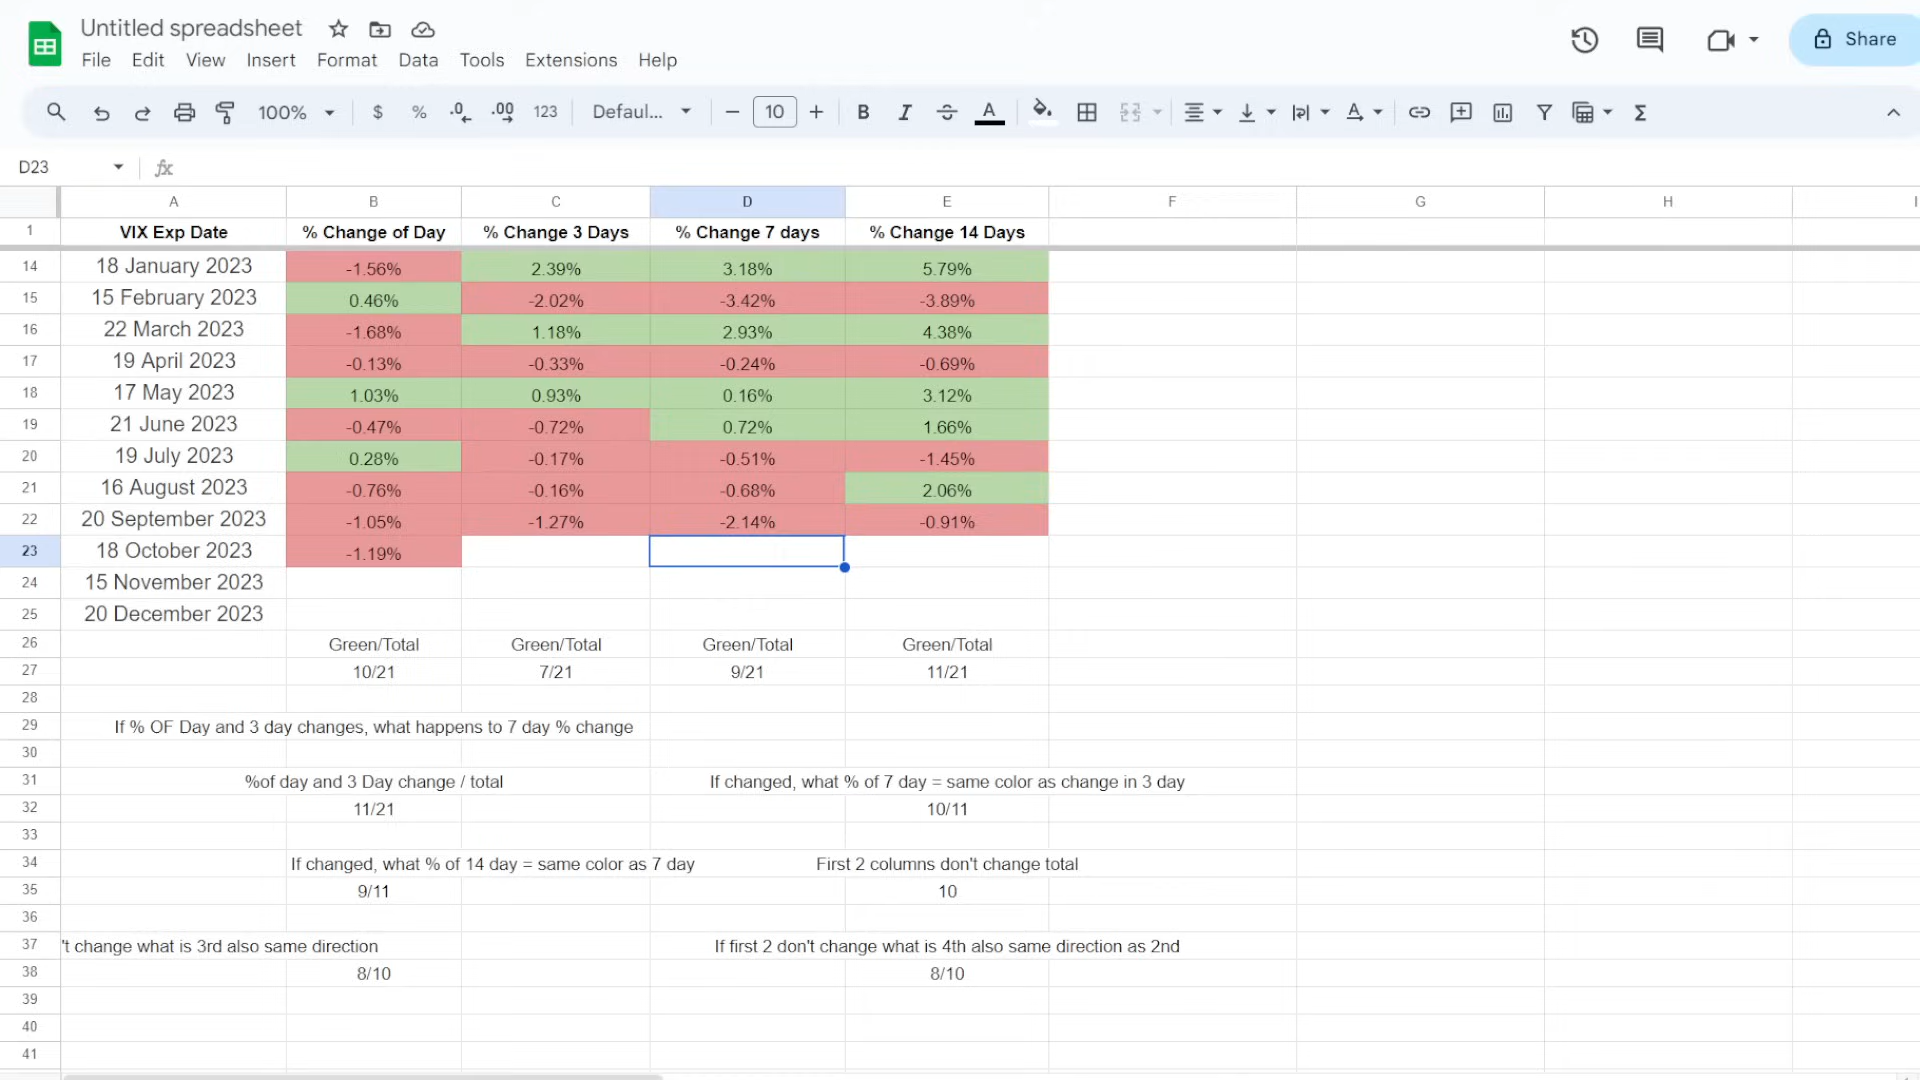 Untitled spreadsheet
File Edit View Insert Format Data Tools Extensions Help
Share
100% $ % .0 .00 123 Defaul... 10 B I A A Σ
D23 fx
A B C D E F G H I
1 VIX Exp Date % Change of Day % Change 3 Days % Change 7 days % Change 14 Days
14 18 January 2023 -1.56% 2.39% 3.18% 5.79%
15 15 February 2023 0.46% -2.02% -3.42% -3.89%
16 22 March 2023 -1.68% 1.18% 2.93% 4.38%
17 19 April 2023 -0.13% -0.33% -0.24% -0.69%
18 17 May 2023 1.03% 0.93% 0.16% 3.12%
19 21 June 2023 -0.47% -0.72% 0.72% 1.66%
20 19 July 2023 0.28% -0.17% -0.51% -1.45%
21 16 August 2023 -0.76% -0.16% -0.68% 2.06%
22 20 September 2023 -1.05% -1.27% -2.14% -0.91%
23 18 October 2023 -1.19%
24 15 November 2023
25 20 December 2023
26 Green/Total Green/Total Green/Total Green/Total
27 10/21 7/21 9/21 11/21
28
29 If % OF Day and 3 day changes, what happens to 7 day % change
30
31 %of day and 3 Day change / total If changed, what % of 7 day = same color as change in 3 day
32 11/21 10/11
33
34 If changed, what % of 14 day = same color as 7 day First 2 columns don't change total
35 9/11 10
36
37 't change what is 3rd also same direction If first 2 don't change what is 4th also same direction as 2nd
38 8/10 8/10
39
40
41